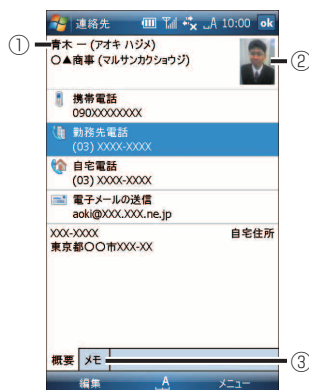 連絡先 A 10:00 ok
① 青木 一 (アオキ ハジメ)
○▲商事 (マルサンカクショウジ)
②
携帯電話
090XXXXXXXX
勤務先電話
(03) XXXX-XXXX
自宅電話
(03) XXXX-XXXX
電子メールの送信
aoki@XXX.XXX.ne.jp
XXX-XXXX 自宅住所
東京都〇〇市XXX-XX
概要 メモ ③
編集 A メニュー